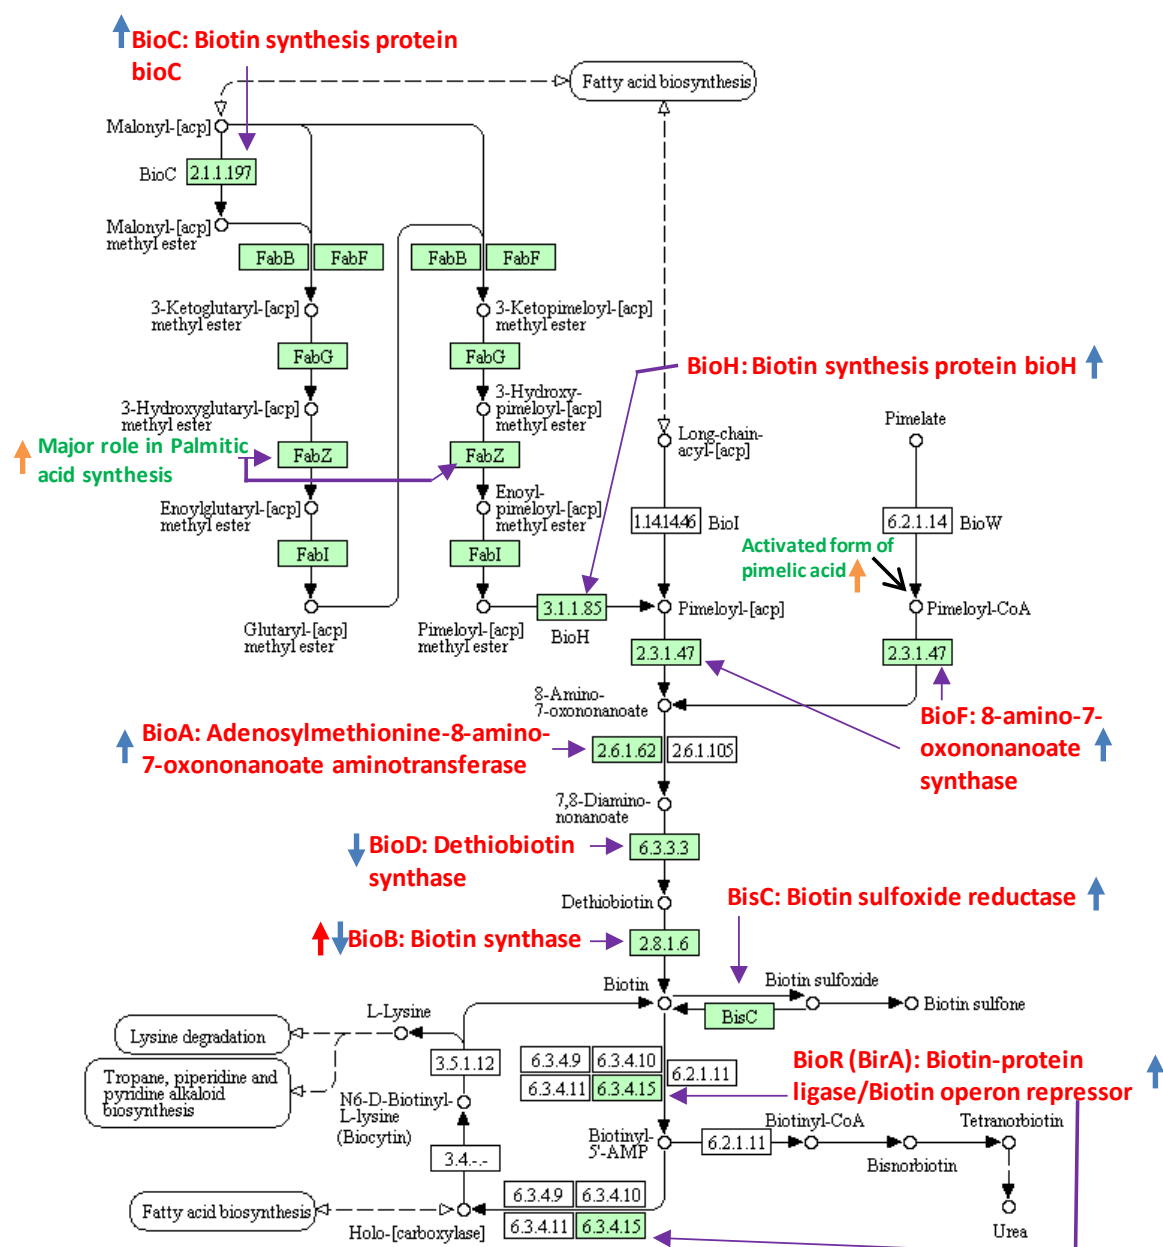 BioC: Biotin synthesis protein
bioC
Fatty acid biosynthesis
Malonyl-[acp]
BioC
2.1.1.197
Malonyl-[acp]
methyl ester
FabB
FabF
FabB
FabF
3-Ketoglutaryl-[acp]
methyl ester
3-Ketopimeloyl-[acp]
methyl ester
FabG
FabG
BioH: Biotin synthesis protein bioH
3-Hydroxyglutaryl-[acp]
methyl ester
3-Hydroxy-
pimeloyl-[acp]
methyl ester
Long-chain-
acyl-[acp]
Pimelate
Major role in Palmitic
acid synthesis
FabZ
FabZ
Enoylglutaryl-[acp]
methyl ester
Enoyl-
pimeloyl-[acp]
methyl ester
1.14.14.46
BioI
6.2.1.14
BioW
FabI
FabI
Activated form of
pimelic acid
Glutaryl-[acp]
methyl ester
Pimeloyl-[acp]
methyl ester
3.1.1.85
BioH
Pimeloyl-[acp]
Pimeloyl-CoA
2.3.1.47
2.3.1.47
8-Amino-
7-oxononanoate
BioF: 8-amino-7-
oxononanoate
synthase
BioA: Adenosylmethionine-8-amino-
7-oxononanoate aminotransferase
2.6.1.62
2.6.1.105
7,8-Diamino-
nonanoate
BioD: Dethiobiotin
synthase
6.3.3.3
Dethiobiotin
BisC: Biotin sulfoxide reductase
BioB: Biotin synthase
2.8.1.6
Biotin
Biotin sulfoxide
Biotin sulfone
BisC
L-Lysine
Lysine degradation
Tropane, piperidine and
pyridine alkaloid
biosynthesis
3.5.1.12
6.3.4.9
6.3.4.10
6.3.4.11
6.3.4.15
6.2.1.11
BioR (BirA): Biotin-protein
ligase/Biotin operon repressor
N6-D-Biotinyl-
L-lysine
(Biocytin)
Biotinyl-
5'-AMP
6.2.1.11
Biotinyl-CoA
Bisnorbiotin
Tetranorbiotin
3.4.-.-
Fatty acid biosynthesis
Holo-[carboxylase]
6.3.4.9
6.3.4.10
6.3.4.11
6.3.4.15
Urea